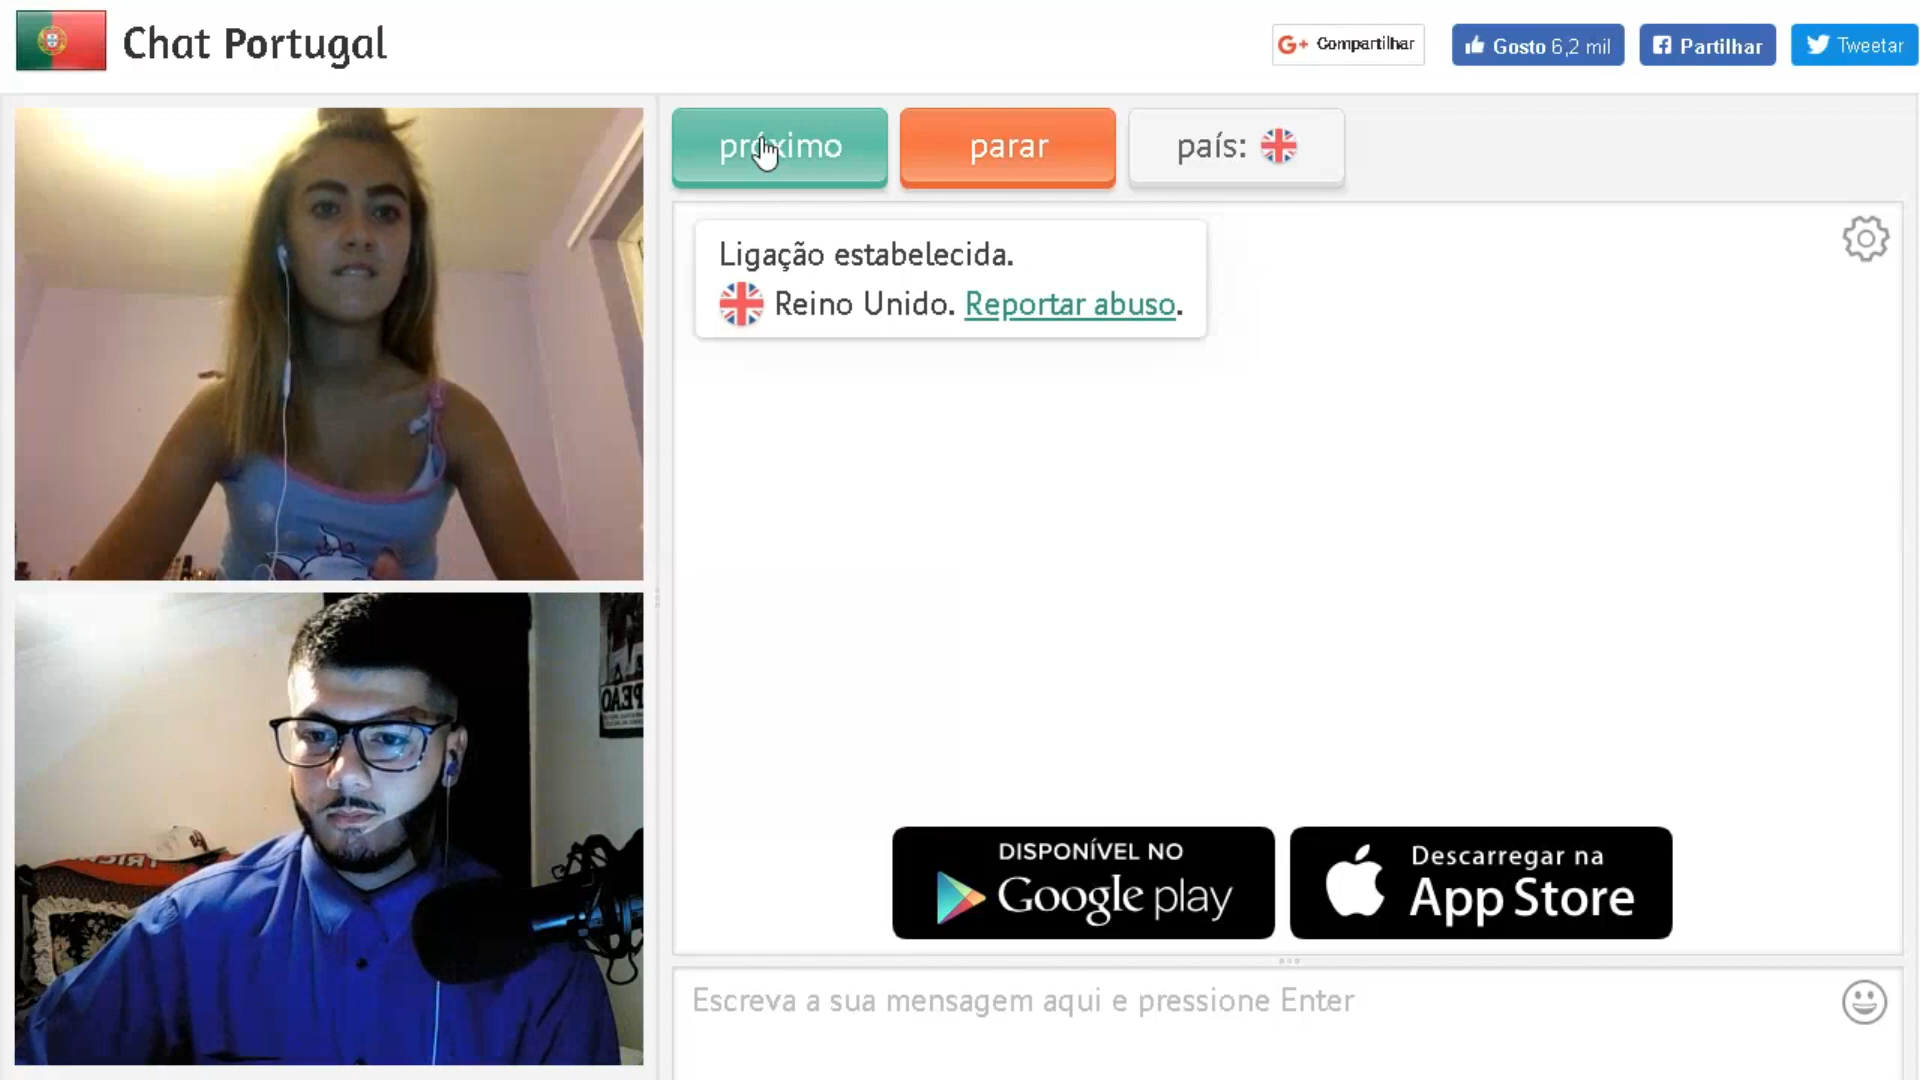 Chat Portugal
G+ Compartilhar
Gosto 6,2 mil
Partilhar
Tweetar
próximo
parar
país:
Ligação estabelecida.
Reino Unido. Reportar abuso.
DISPONÍVEL NO
Google play
Descarregar na
App Store
Escreva a sua mensagem aqui e pressione Enter